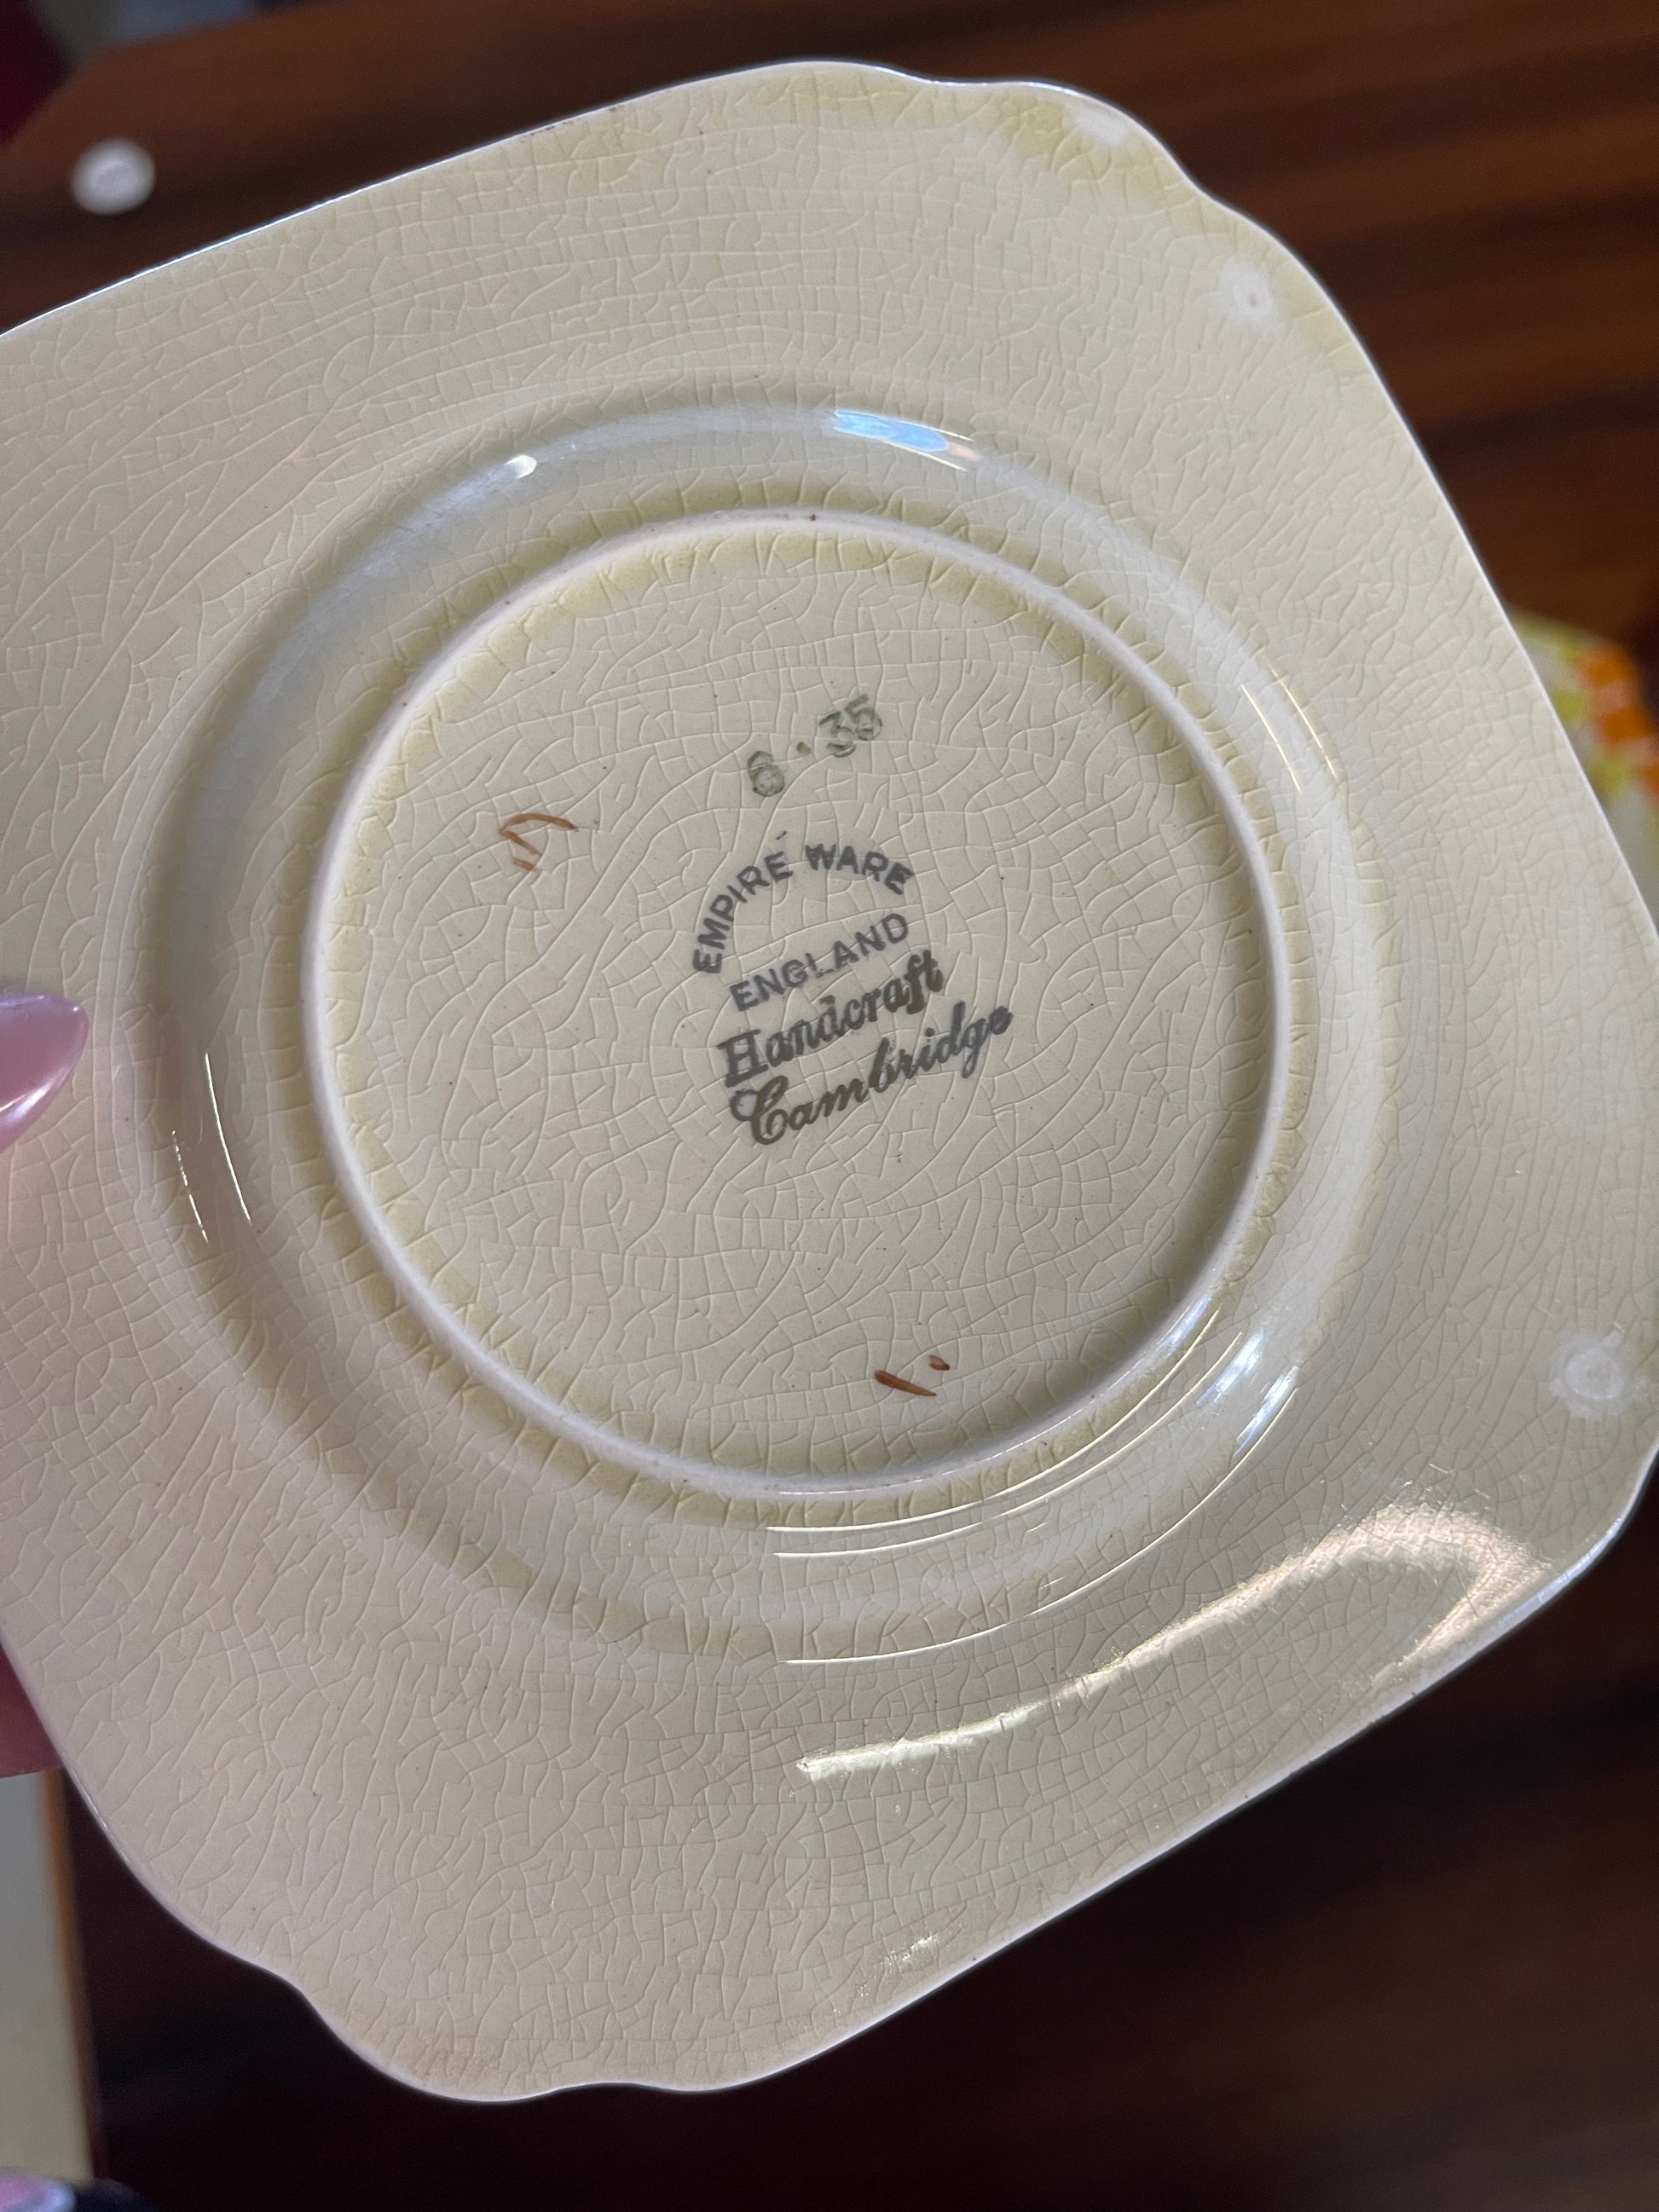 6·35
EMPIRE WARE
ENGLAND
Handcraft
Cambridge